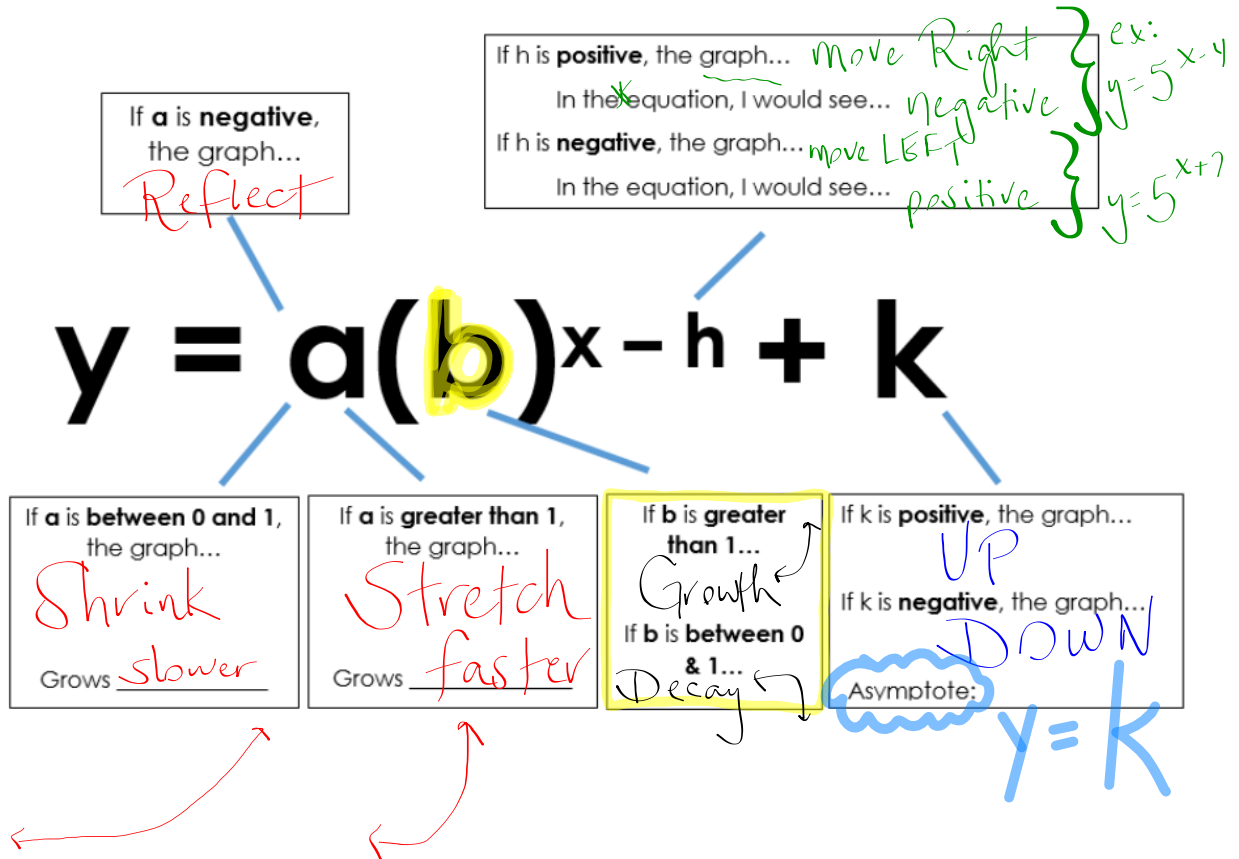 If h is positive, the graph... move Right
In the equation, I would see... negative
ex:
y=5^x-4
If h is negative, the graph... move LEFT
In the equation, I would see... positive
y=5^x+7
If a is negative,
the graph...
Reflect
y = a(b)^x - h + k
If a is between 0 and 1,
the graph...
Shrink
Grows slower
If a is greater than 1,
the graph...
Stretch
Grows faster
If b is greater
than 1...
Growth
If b is between 0
& 1...
Decay
If k is positive, the graph...
UP
If k is negative, the graph...
DOWN
Asymptote:
y=k